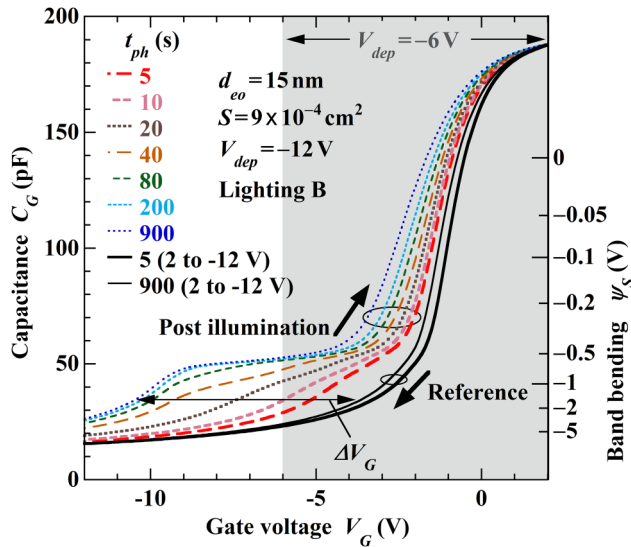 200
150
100
50
0
Capacitance C_G (pF)
-10
-5
0
Gate voltage V_G (V)
0
−0.05
−0.1
−0.2
−0.5
−1
−2
−5
Band bending ψ_S (V)
t_ph (s)
5
10
20
40
80
200
900
5 (2 to -12 V)
900 (2 to -12 V)
V_dep = −6 V
d_eo = 15 nm
S = 9 × 10^-4 cm^2
V_dep = −12 V
Lighting B
Post illumination
Reference
ΔV_G